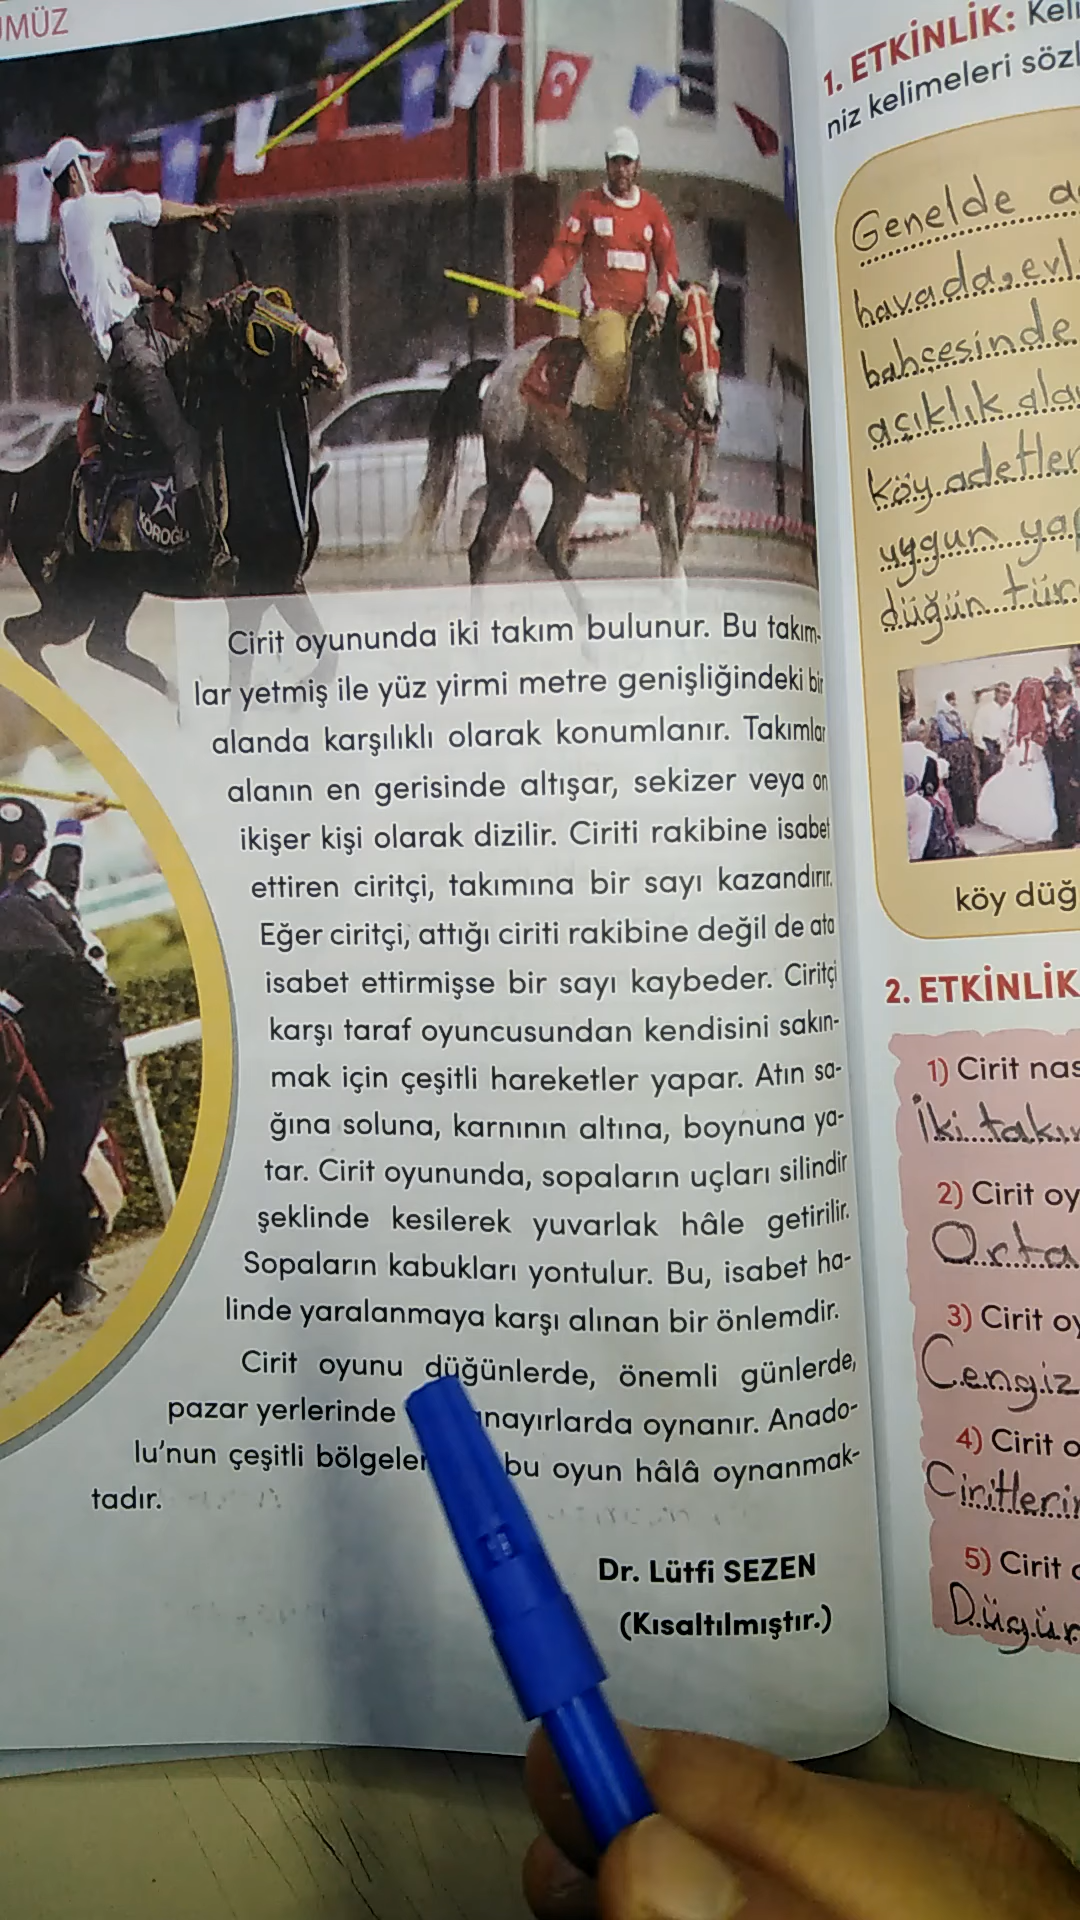 ÜMÜZ
KÖROĞLU
Cirit oyununda iki takım bulunur. Bu takım-
lar yetmiş ile yüz yirmi metre genişliğindeki bir
alanda karşılıklı olarak konumlanır. Takımlar
alanın en gerisinde altışar, sekizer veya on
ikişer kişi olarak dizilir. Ciriti rakibine isabet
ettiren ciritçi, takımına bir sayı kazandırır.
Eğer ciritçi, attığı ciriti rakibine değil de ata
isabet ettirmişse bir sayı kaybeder. Ciritçi
karşı taraf oyuncusundan kendisini sakın-
mak için çeşitli hareketler yapar. Atın sa-
ğına soluna, karnının altına, boynuna ya-
tar. Cirit oyununda, sopaların uçları silindir
şeklinde kesilerek yuvarlak hâle getirilir.
Sopaların kabukları yontulur. Bu, isabet ha-
linde yaralanmaya karşı alınan bir önlemdir.
Cirit oyunu düğünlerde, önemli günlerde,
pazar yerlerinde oynanır. Anado-
lu'nun çeşitli bu oyun hâlâ oynanmak-
tadır.
Dr. Lütfi SEZEN
(Kısaltılmıştır.)
1. ETKİNLİK: Keli
niz kelimeleri sözl
Genelde a
havada, evl
bahçesinde
açıklık ala
köy adetler
uygun yap
düğün tür
köy düğ
2. ETKİNLİK
1) Cirit nas
İki takı
2) Cirit oy
Orta
3) Cirit oy
Cengiz
4) Cirit o
Ciritleri
5) Cirit
Düğün